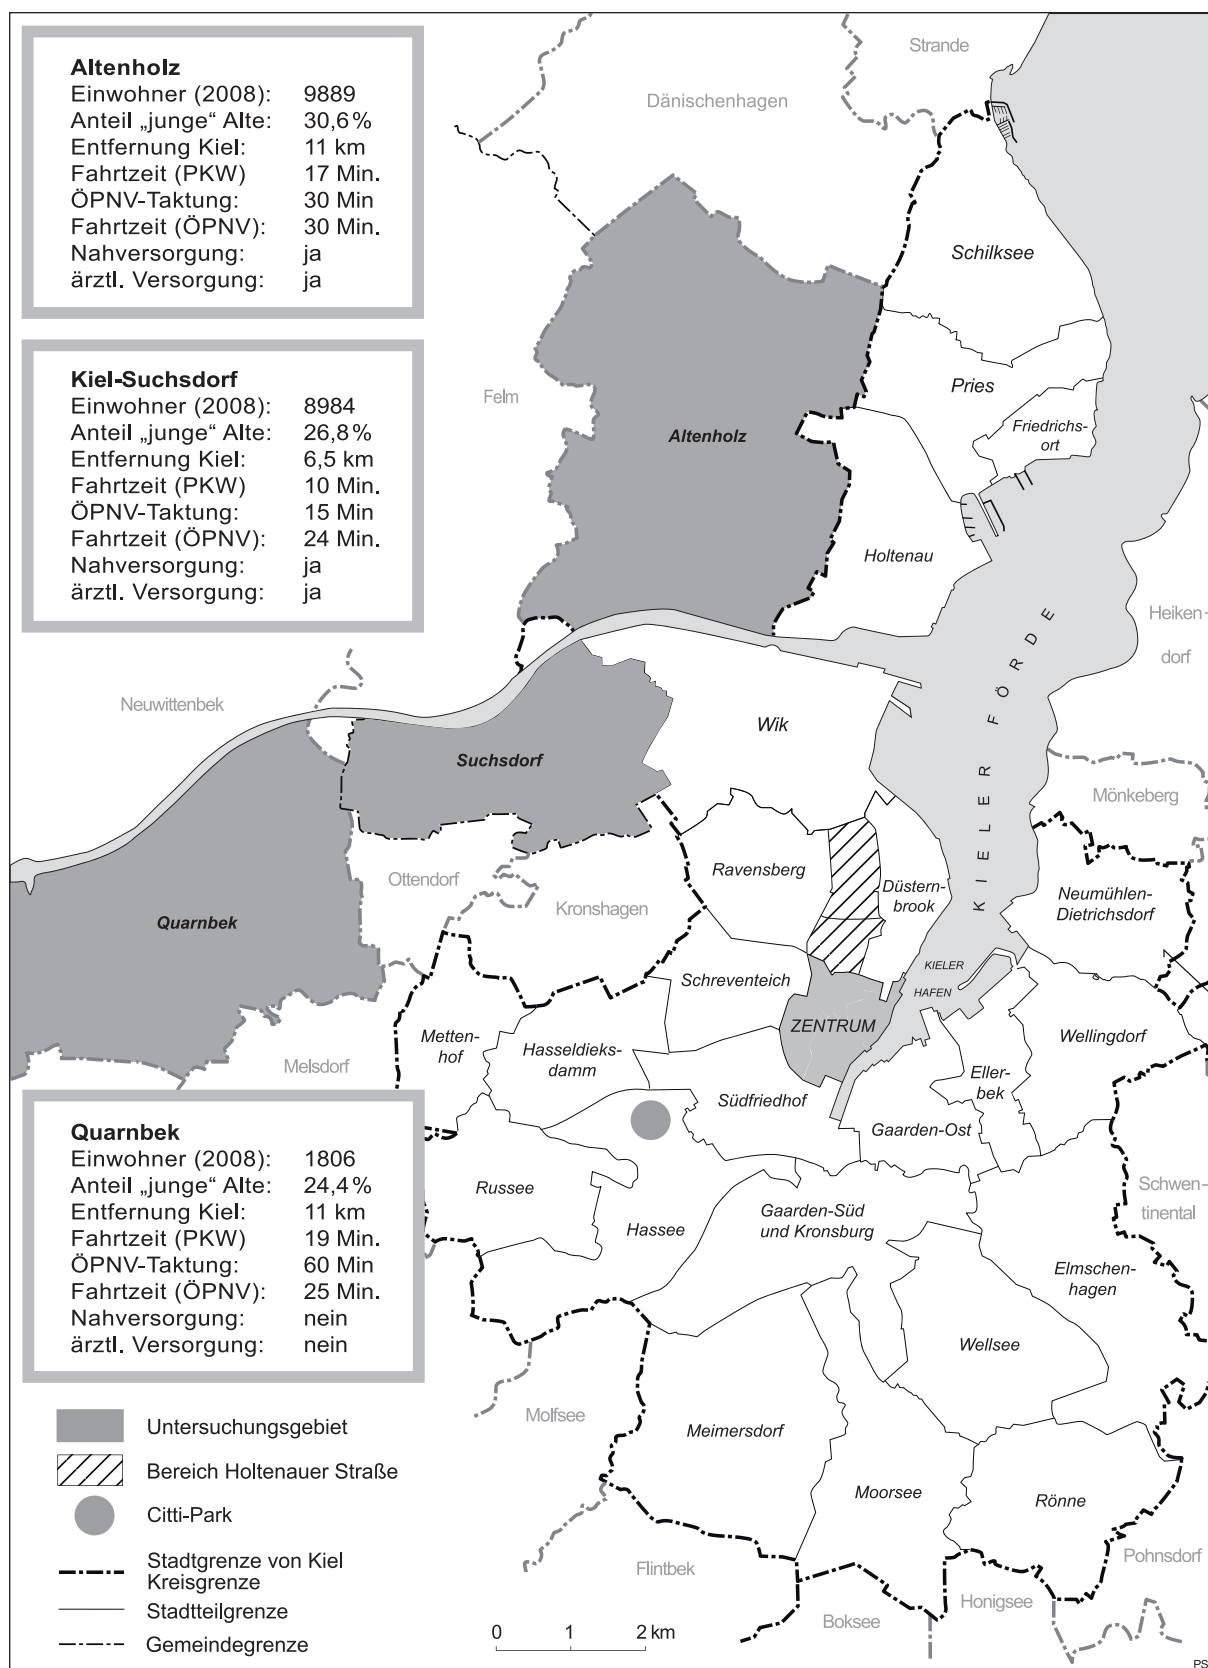 Altenholz
Einwohner (2008): 9889
Anteil „junge“ Alte: 30,6%
Entfernung Kiel: 11 km
Fahrtzeit (PKW) 17 Min.
ÖPNV-Taktung: 30 Min
Fahrtzeit (ÖPNV): 30 Min.
Nahversorgung: ja
ärztl. Versorgung: ja
Kiel-Suchsdorf
Einwohner (2008): 8984
Anteil „junge“ Alte: 26,8%
Entfernung Kiel: 6,5 km
Fahrtzeit (PKW) 10 Min.
ÖPNV-Taktung: 15 Min
Fahrtzeit (ÖPNV): 24 Min.
Nahversorgung: ja
ärztl. Versorgung: ja
Strande
Dänischenhagen
Schilksee
Felm
Pries
Friedrichs-
ort
Altenholz
Holtenau
Heiken-
dorf
KIELER FÖRDE
Neuwittenbek
Wik
Suchsdorf
Mönkeberg
Ravensberg
Ottendorf
Düstern-
brook
Neumühlen-
Dietrichsdorf
Kronshagen
Quarnbek
KIELER
HAFEN
Schreventeich
ZENTRUM
Wellingdorf
Metten-
hof
Hasseldieks-
damm
Melsdorf
Eller-
bek
Südfriedhof
Gaarden-Ost
Quarnbek
Einwohner (2008): 1806
Anteil „junge“ Alte: 24,4%
Entfernung Kiel: 11 km
Fahrtzeit (PKW) 19 Min.
ÖPNV-Taktung: 60 Min
Fahrtzeit (ÖPNV): 25 Min.
Nahversorgung: nein
ärztl. Versorgung: nein
Russee
Hassee
Gaarden-Süd
und Kronsburg
Schwen-
tinental
Elmschen-
hagen
Wellsee
Molfsee
Meimersdorf
Moorsee
Rönne
Flintbek
Pohnsdorf
Honigsee
Boksee
Untersuchungsgebiet
Bereich Holtenauer Straße
Citti-Park
Stadtgrenze von Kiel
Kreisgrenze
Stadtteilgrenze
Gemeindegrenze
0 1 2 km
PS